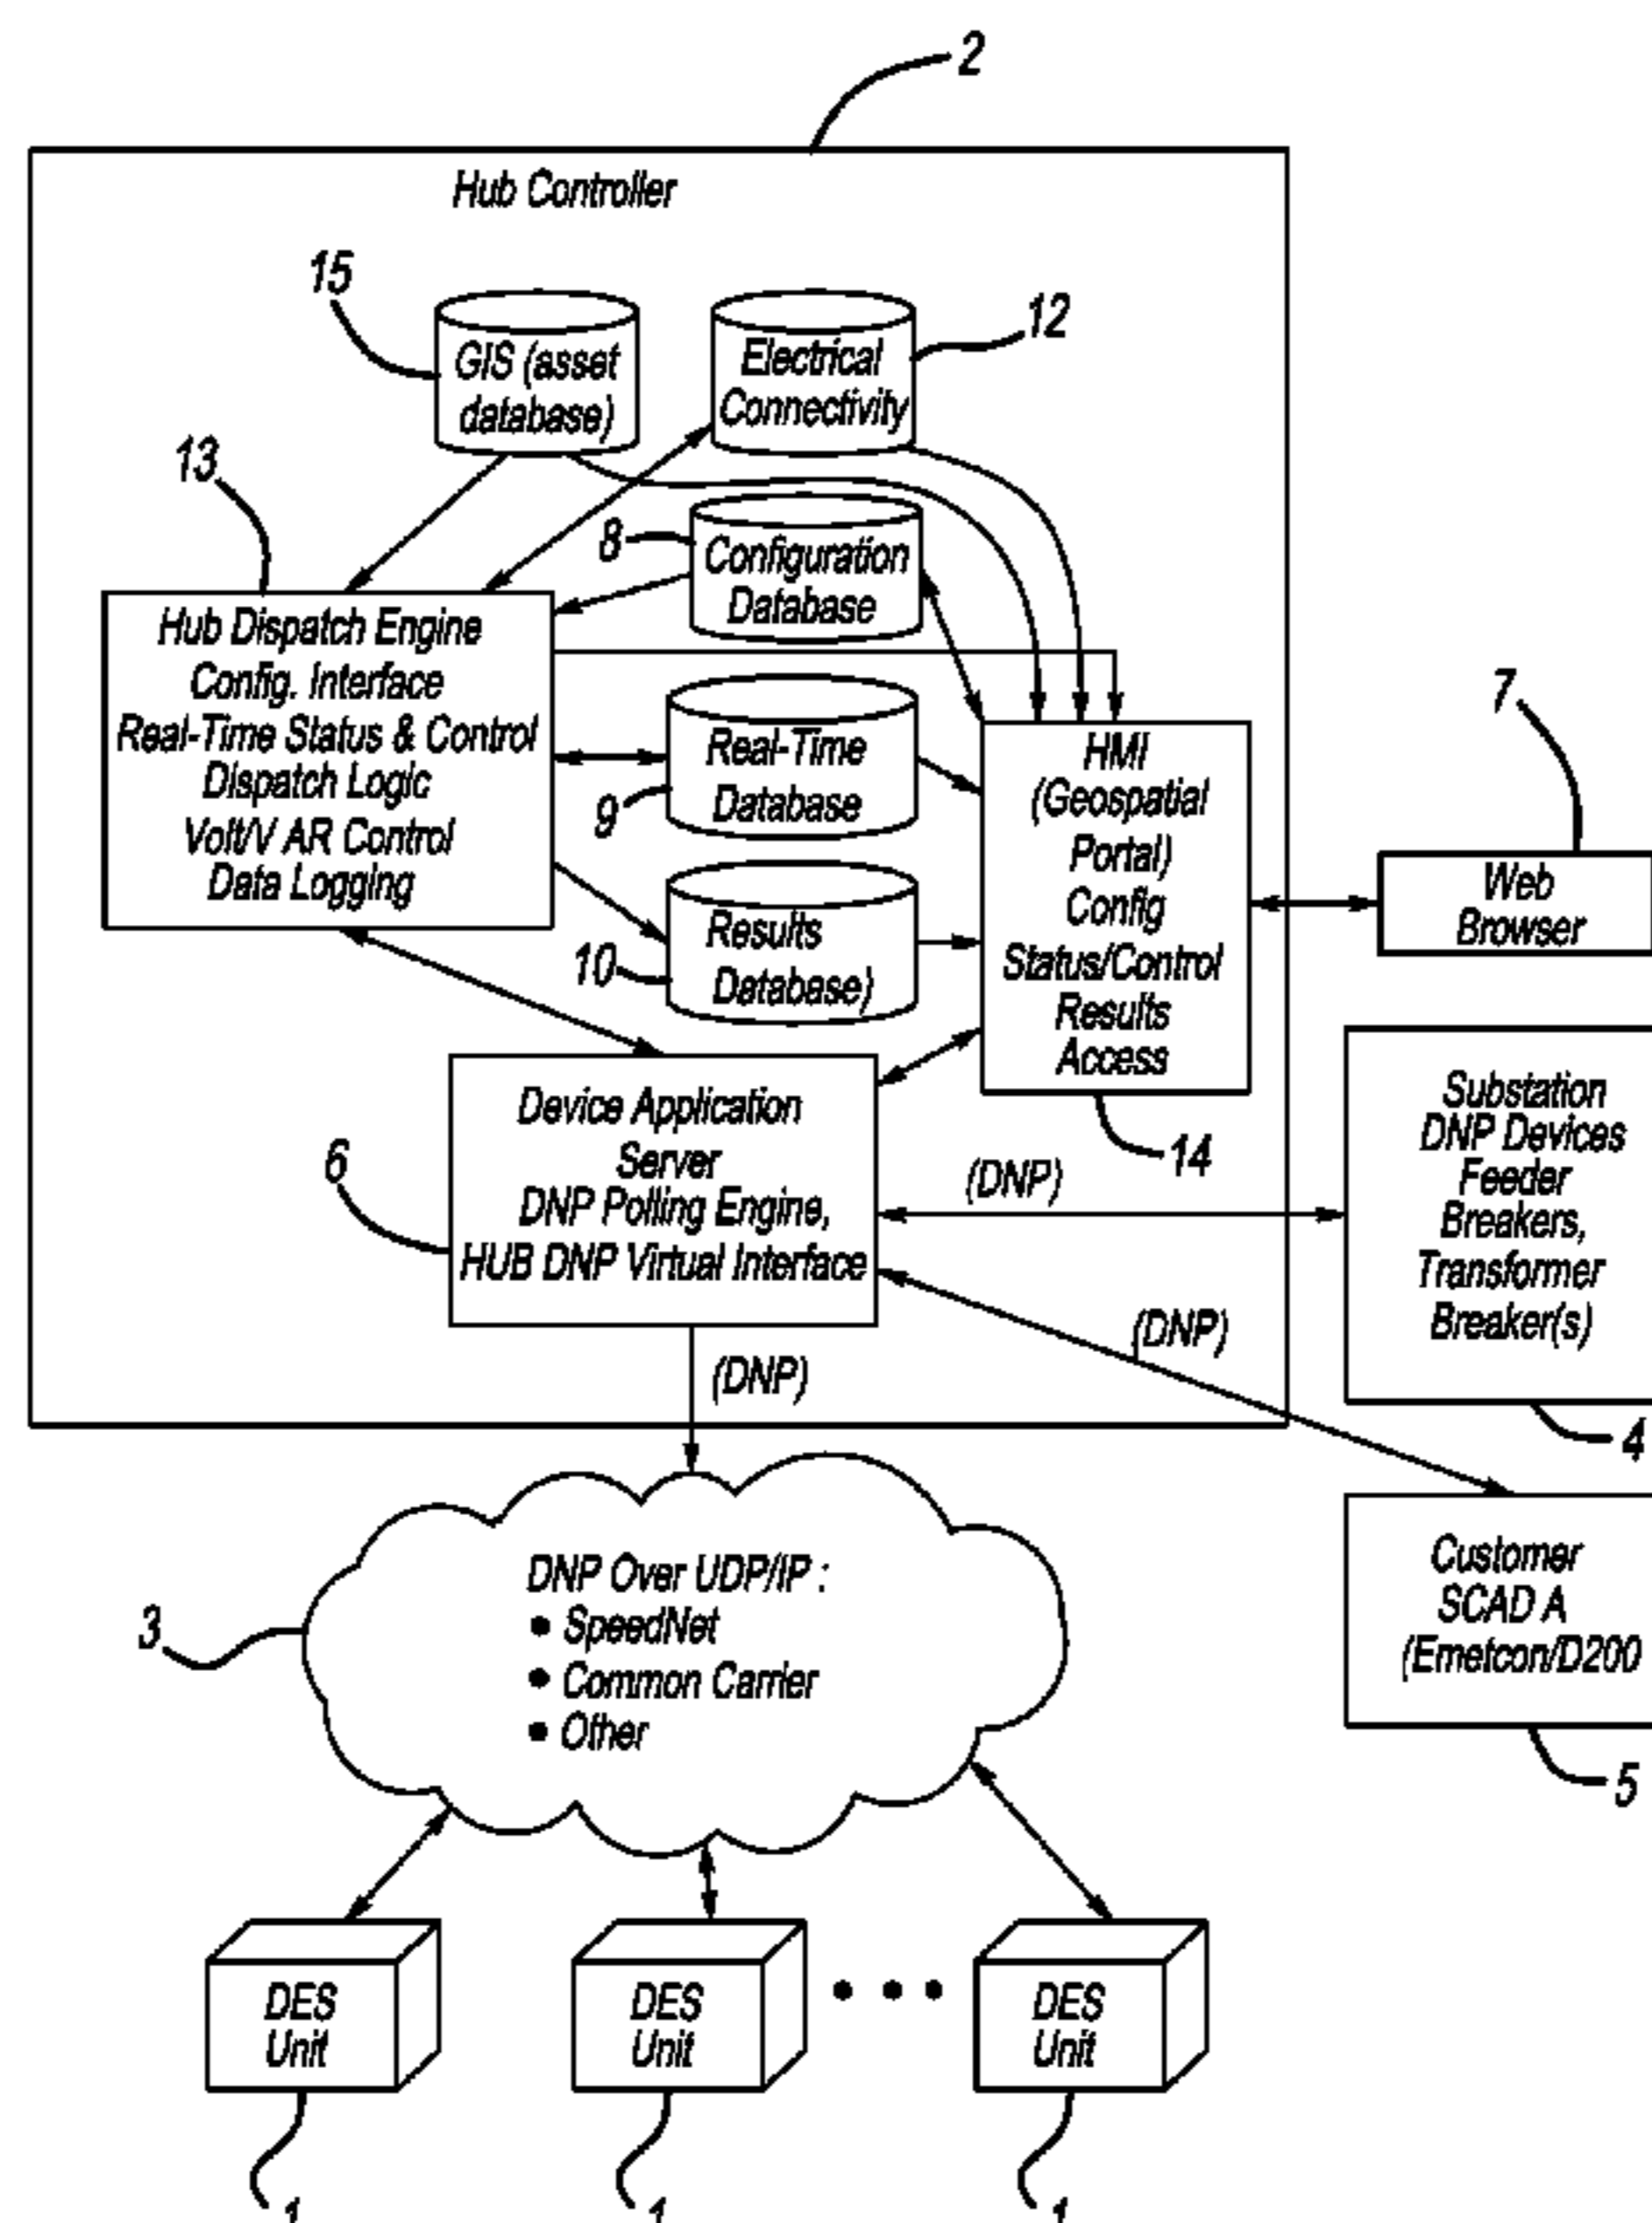 2
Hub Controller
15
12
GIS (asset
database)
Electrical
Connectivity
13
8
Configuration
Database
Hub Dispatch Engine
Config. Interface
Real-Time Status & Control
Dispatch Logic
Volt/V AR Control
Data Logging
Real-Time
Database
9
Results
Database)
10
HMI
(Geospatial
Portal)
Config
Status/Control
Results
Access
14
7
Web
Browser
Device Application
Server
DNP Polling Engine,
HUB DNP Virtual Interface
6
(DNP)
(DNP)
(DNP)
Substation
DNP Devices
Feeder
Breakers,
Transformer
Breaker(s)
4
Customer
SCAD A
(Emetcon/D200
5
3
DNP Over UDP/IP :
• SpeedNet
• Common Carrier
• Other
DES
Unit
DES
Unit
• • •
DES
Unit
1
1
1